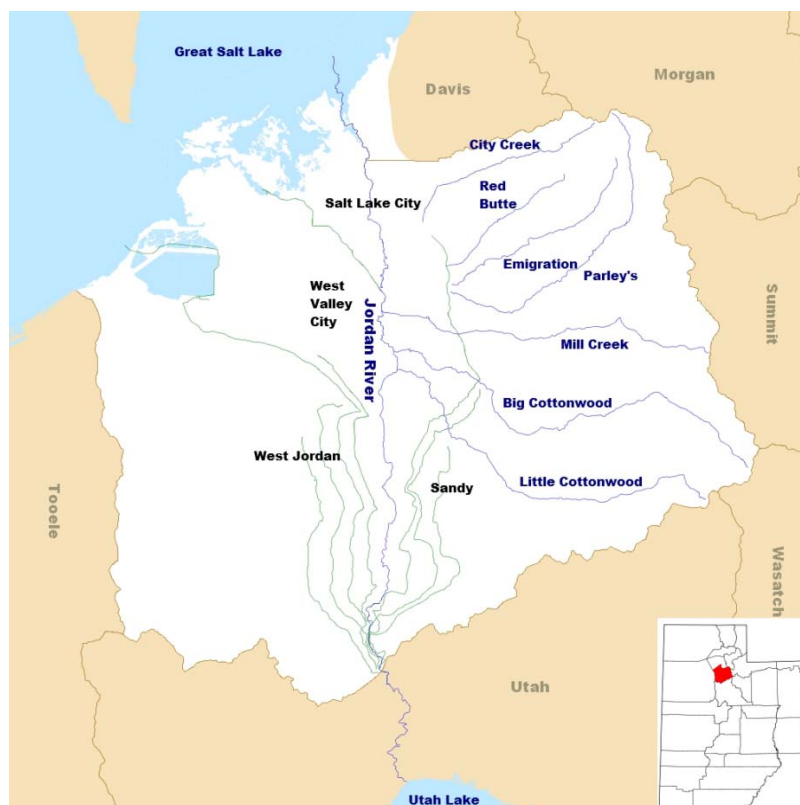 Great Salt Lake
Davis
Morgan
City Creek
Red
Butte
Salt Lake City
Emigration
Parley's
West
Valley
City
Jordan River
Summit
Mill Creek
Big Cottonwood
West Jordan
Sandy
Little Cottonwood
Tooele
Wasatch
Utah
Utah Lake